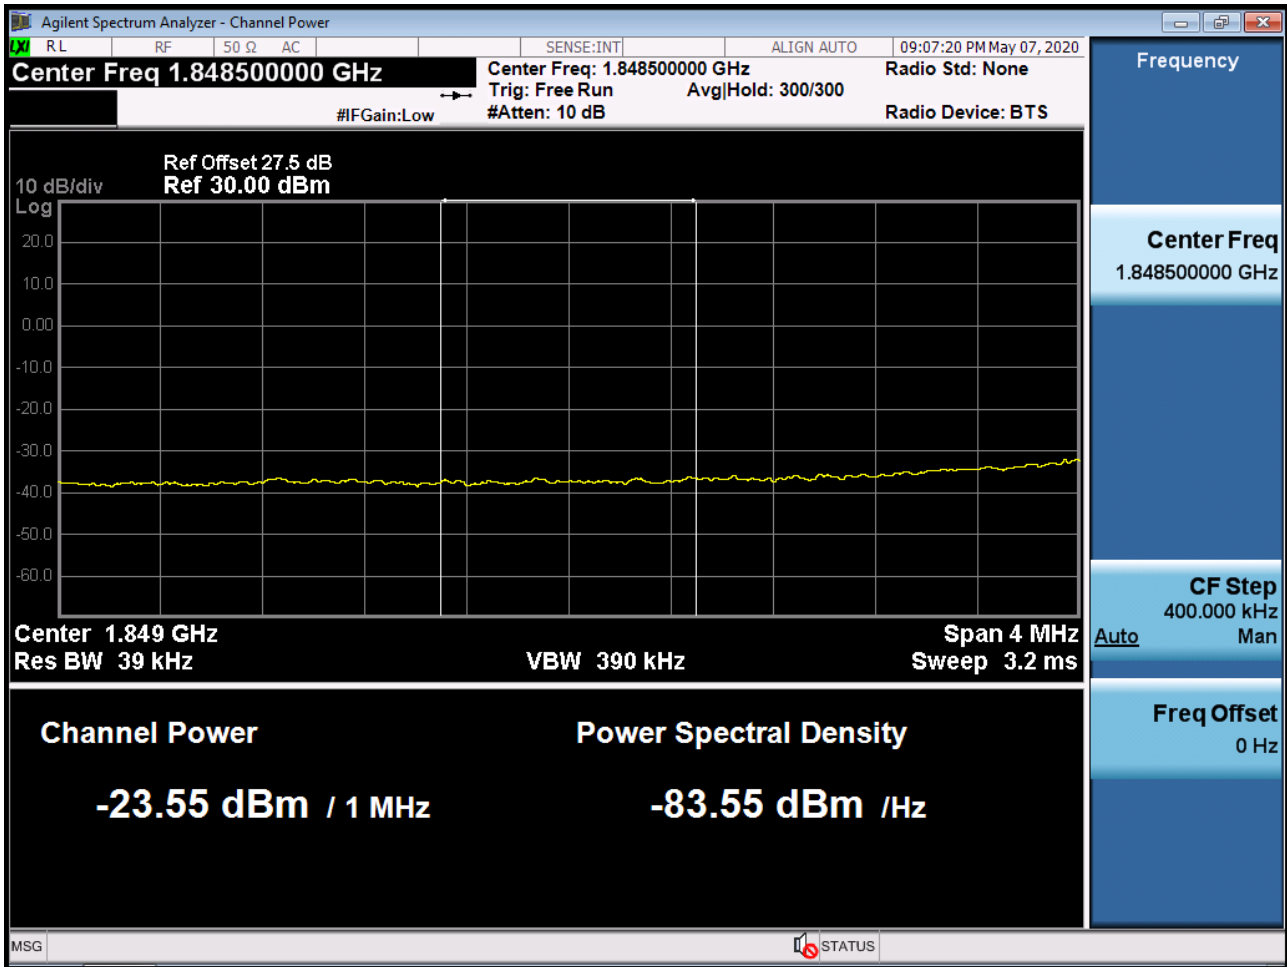 Agilent Spectrum Analyzer - Channel Power
LXI RL RF 50 Ω AC SENSE:INT ALIGN AUTO 09:07:20 PM May 07, 2020
Center Freq 1.848500000 GHz
Center Freq: 1.848500000 GHz
Radio Std: None
Trig: Free Run Avg|Hold: 300/300
#IFGain:Low #Atten: 10 dB Radio Device: BTS
Ref Offset 27.5 dB
10 dB/div Ref 30.00 dBm
Log
20.0
10.0
0.00
-10.0
-20.0
-30.0
-40.0
-50.0
-60.0
Center 1.849 GHz Span 4 MHz
Res BW 39 kHz VBW 390 kHz Sweep 3.2 ms
Channel Power Power Spectral Density
-23.55 dBm / 1 MHz -83.55 dBm /Hz
MSG STATUS
Frequency
Center Freq
1.848500000 GHz
CF Step
400.000 kHz
Auto Man
Freq Offset
0 Hz